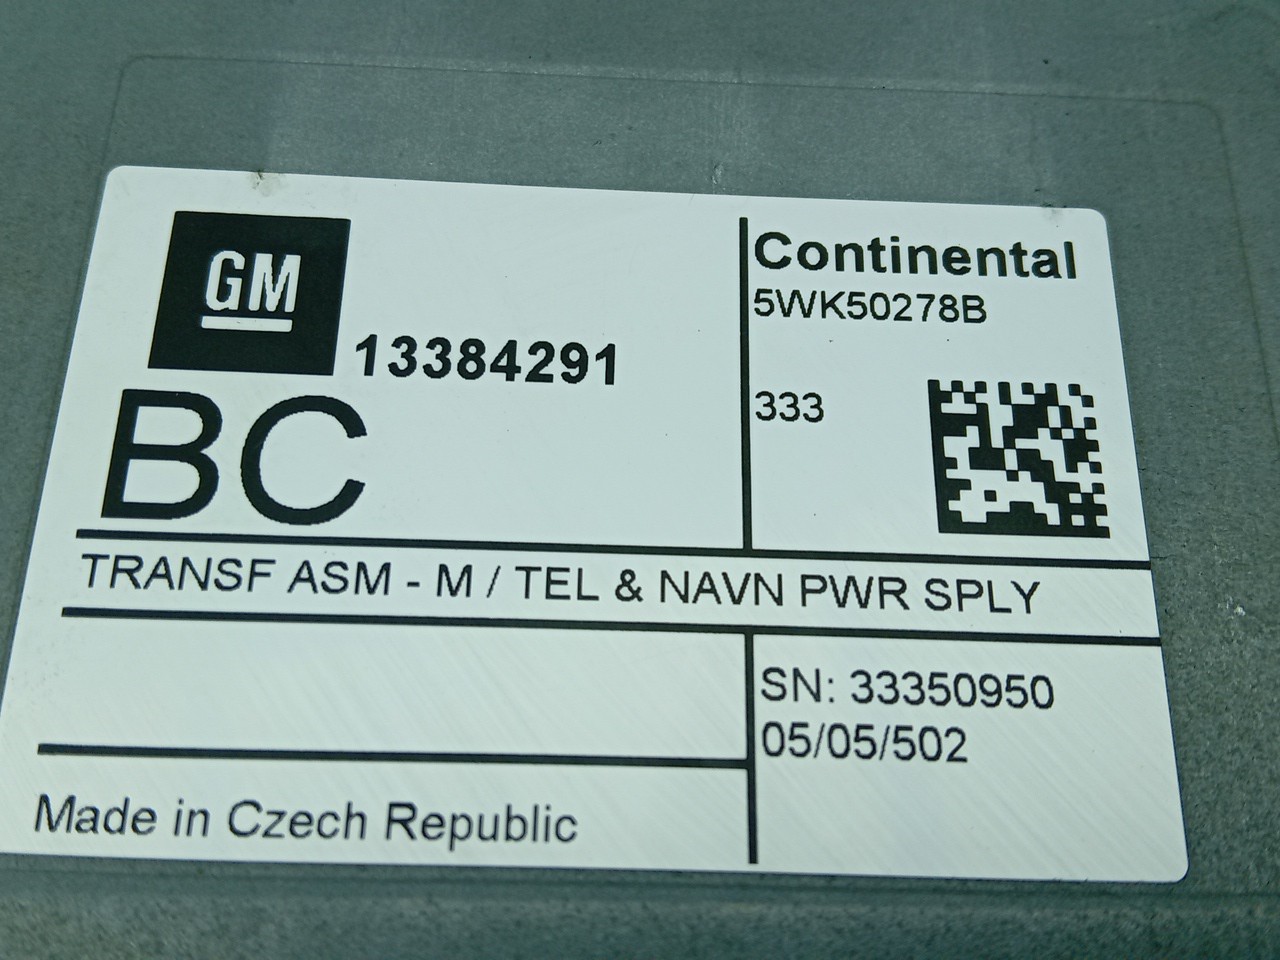 GM
13384291
BC
Continental
5WK50278B
333
TRANSF ASM - M / TEL & NAVN PWR SPLY
SN: 33350950
05/05/502
Made in Czech Republic